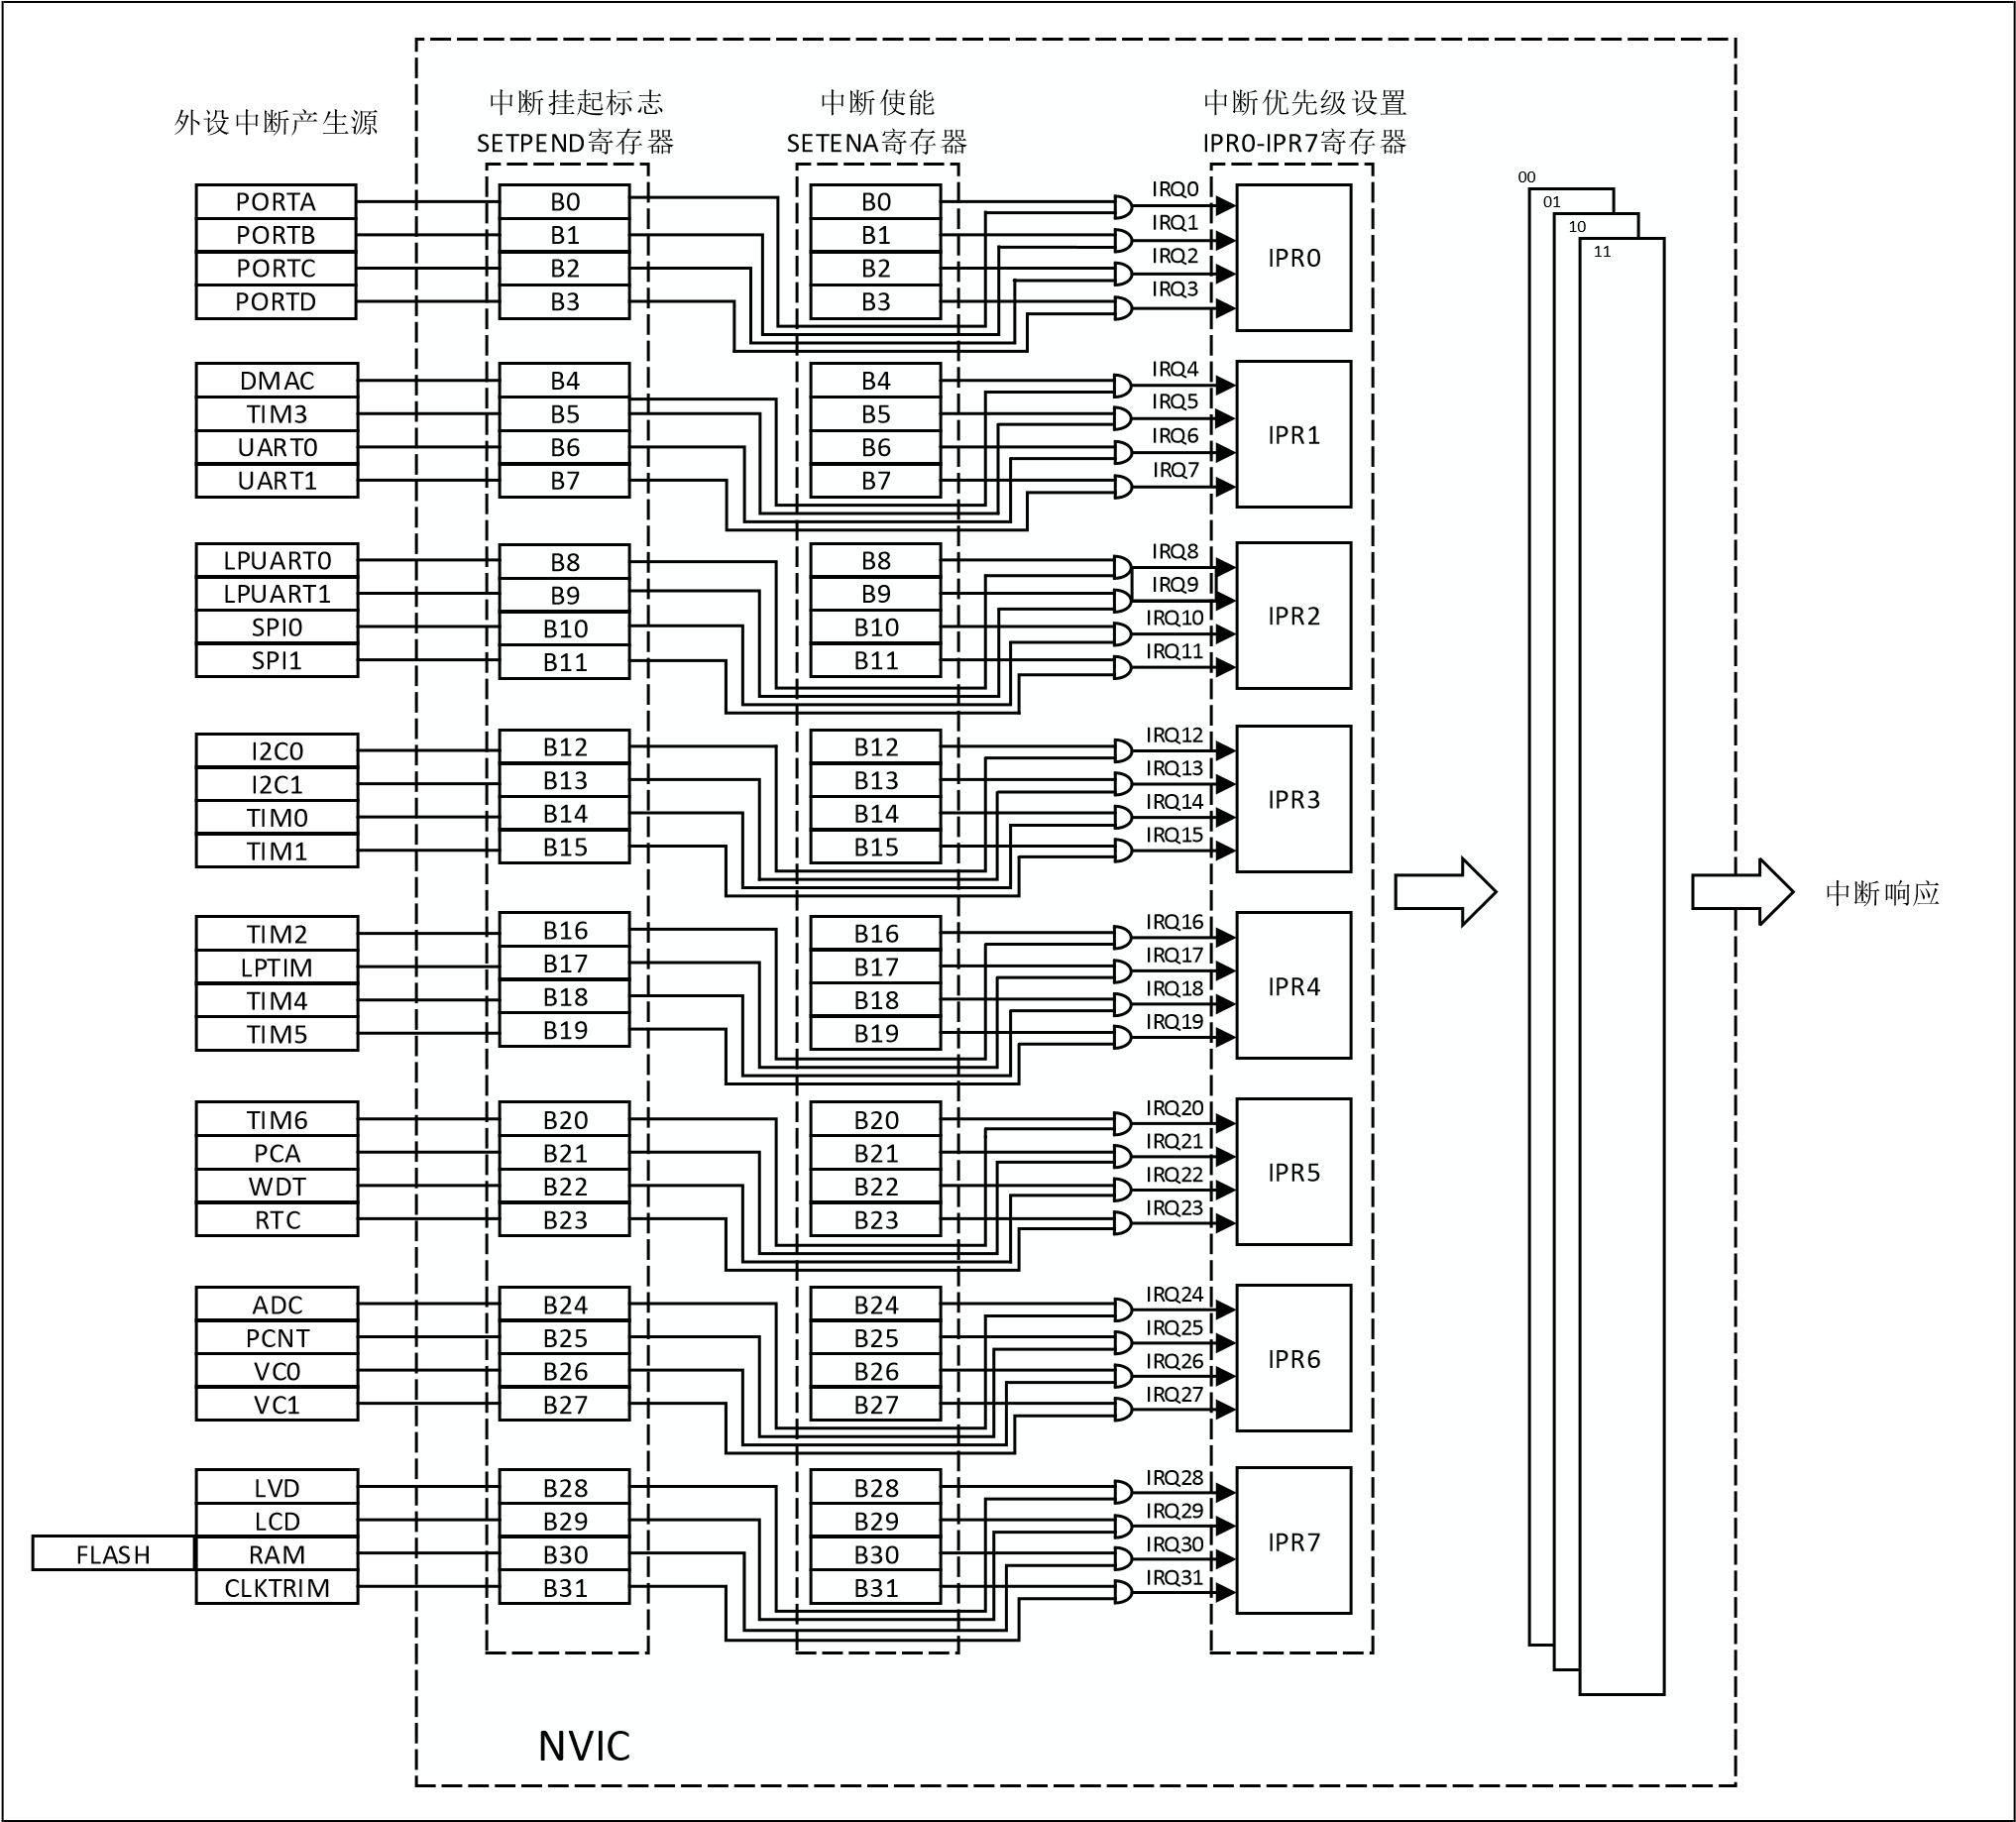 外设中断产生源
中断挂起标志
SETPEND寄存器
中断使能
SETENA寄存器
中断优先级设置
IPR0-IPR7寄存器
PORTA
PORTB
PORTC
PORTD
B0
B1
B2
B3
B0
B1
B2
B3
IRQ0
IRQ1
IRQ2
IRQ3
IPR0
DMAC
TIM3
UART0
UART1
B4
B5
B6
B7
B4
B5
B6
B7
IRQ4
IRQ5
IRQ6
IRQ7
IPR1
LPUART0
LPUART1
SPI0
SPI1
B8
B9
B10
B11
B8
B9
B10
B11
IRQ8
IRQ9
IRQ10
IRQ11
IPR2
I2C0
I2C1
TIM0
TIM1
B12
B13
B14
B15
B12
B13
B14
B15
IRQ12
IRQ13
IRQ14
IRQ15
IPR3
TIM2
LPTIM
TIM4
TIM5
B16
B17
B18
B19
B16
B17
B18
B19
IRQ16
IRQ17
IRQ18
IRQ19
IPR4
TIM6
PCA
WDT
RTC
B20
B21
B22
B23
B20
B21
B22
B23
IRQ20
IRQ21
IRQ22
IRQ23
IPR5
ADC
PCNT
VC0
VC1
B24
B25
B26
B27
B24
B25
B26
B27
IRQ24
IRQ25
IRQ26
IRQ27
IPR6
LVD
LCD
FLASH
RAM
CLKTRIM
B28
B29
B30
B31
B28
B29
B30
B31
IRQ28
IRQ29
IRQ30
IRQ31
IPR7
00
01
10
11
中断响应
NVIC